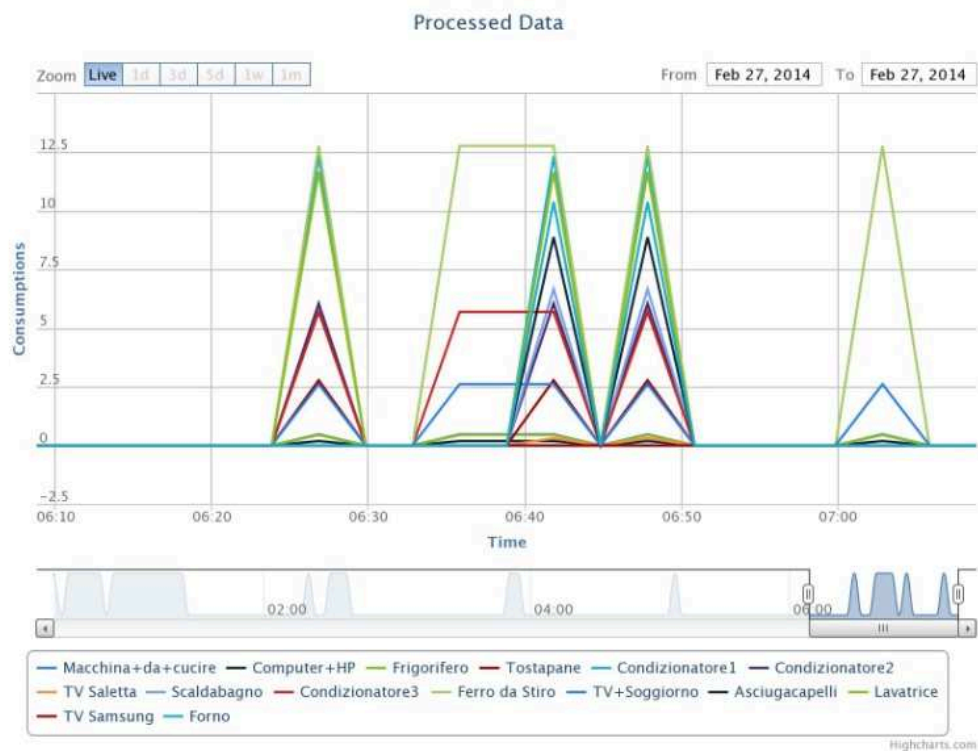 Processed Data
Zoom Live 1d 3d 5d 1w 1m From Feb 27, 2014 To Feb 27, 2014
12.5
10
7.5
5
2.5
0
-2.5
Consumptions
06:10 06:20 06:30 06:40 06:50 07:00
Time
02:00 04:00 06:00
Macchina+da+cucire Computer+HP Frigorifero Tostapane Condizionatore1 Condizionatore2
TV Saletta Scaldabagno Condizionatore3 Ferro da Stiro TV+Soggiorno Asciugacapelli Lavatrice
TV Samsung Forno
Highcharts.com